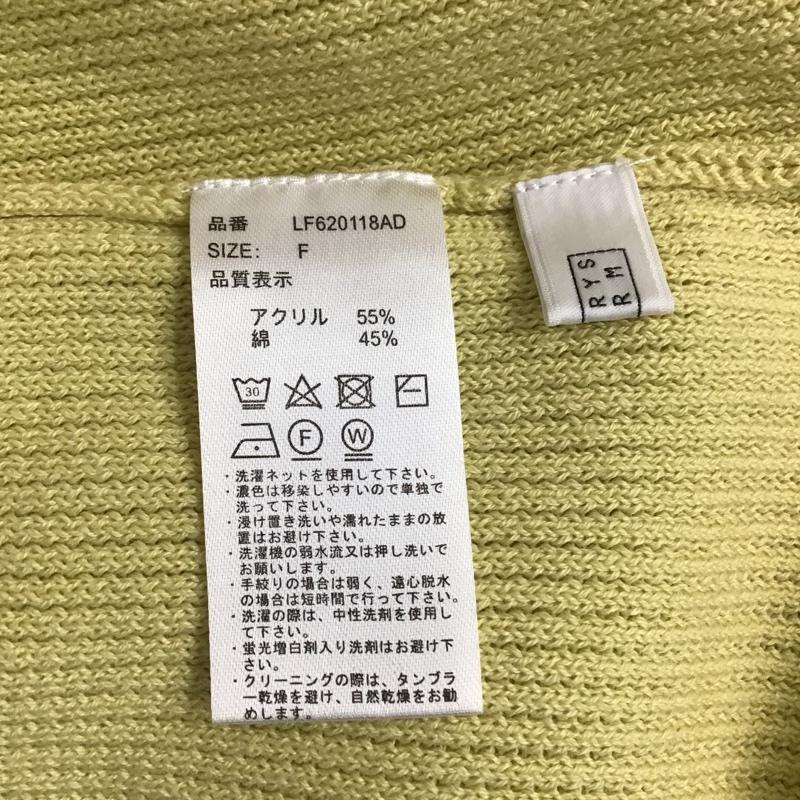 品番 LF620118AD
SIZE: F
品質表示
アクリル 55%
綿 45%
30
F W
・洗濯ネットを使用して下さい。
・濃色は移染しやすいので単独で
洗って下さい。
・浸け置き洗いや濡れたままの放
置はお避け下さい。
・洗濯機の弱水流又は押し洗いで
お願いします。
・手絞りの場合は弱く、遠心脱水
の場合は短時間で行って下さい。
・洗濯の際は、中性洗剤を使用し
て下さい。
・蛍光増白剤入り洗剤はお避け下
さい。
・クリーニングの際は、タンブラ
ー乾燥を避け、自然乾燥をお勧
めします。
RYS
RM